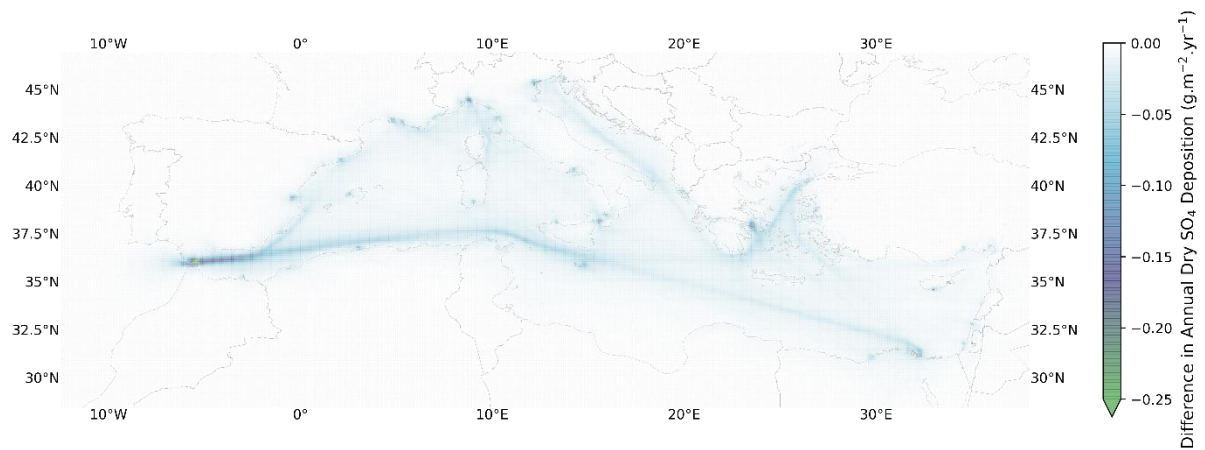 10°W 0° 10°E 20°E 30°E
45°N 45°N
42.5°N 42.5°N
40°N 40°N
37.5°N 37.5°N
35°N 35°N
32.5°N 32.5°N
30°N 30°N
10°W 0° 10°E 20°E 30°E
0.00
−0.05
−0.10
−0.15
−0.20
−0.25
Difference in Annual Dry SO₄ Deposition (g.m⁻².yr⁻¹)